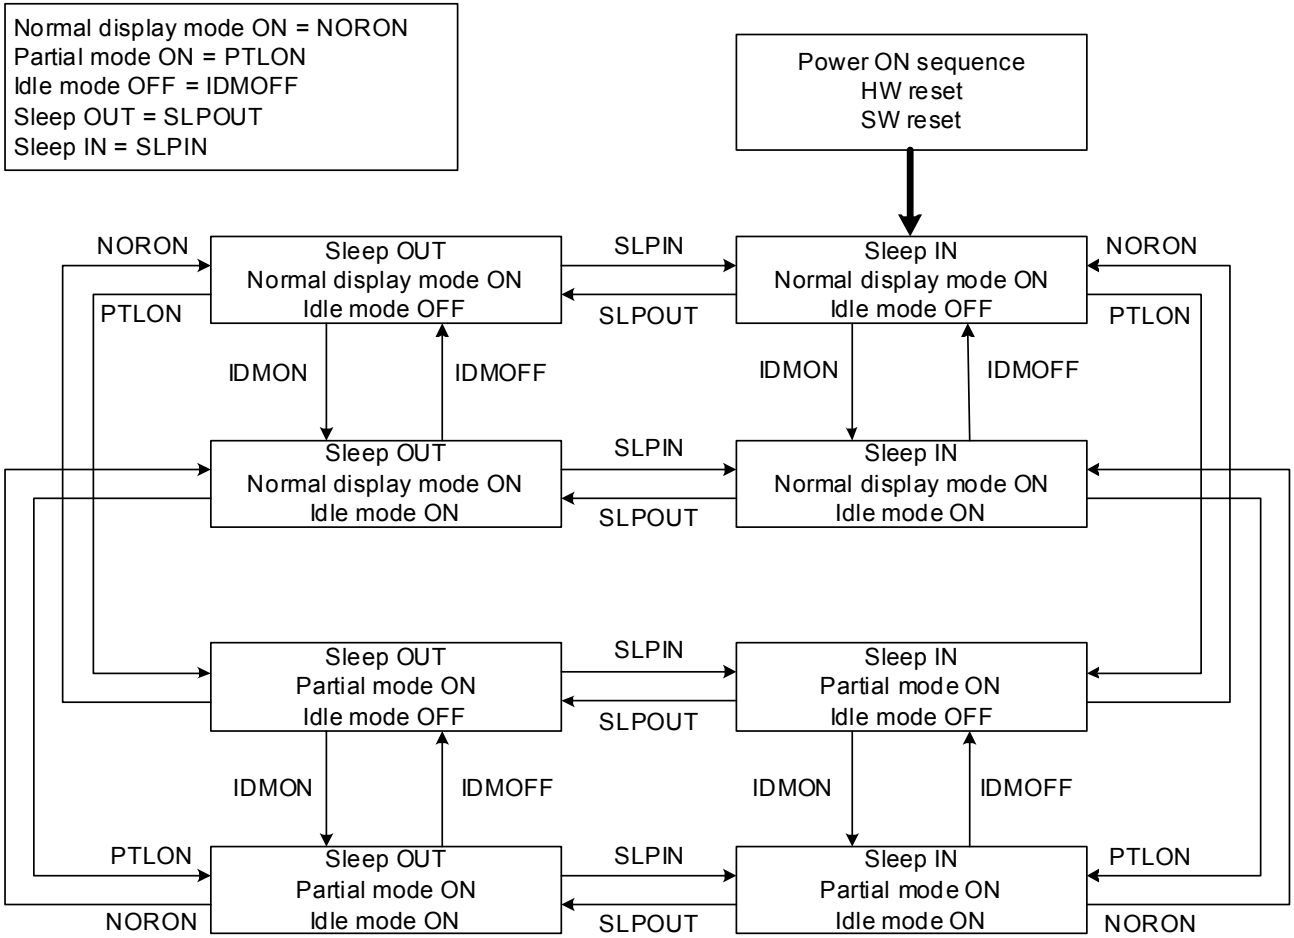 Normal display mode ON = NORON
Partial mode ON = PTLON
Idle mode OFF = IDMOFF
Sleep OUT = SLPOUT
Sleep IN = SLPIN
Power ON sequence
HW reset
SW reset
NORON
Sleep OUT
Normal display mode ON
Idle mode OFF
PTLON
SLPIN
SLPOUT
Sleep IN
Normal display mode ON
Idle mode OFF
NORON
PTLON
IDMON
IDMOFF
IDMON
IDMOFF
Sleep OUT
Normal display mode ON
Idle mode ON
SLPIN
SLPOUT
Sleep IN
Normal display mode ON
Idle mode ON
Sleep OUT
Partial mode ON
Idle mode OFF
SLPIN
SLPOUT
Sleep IN
Partial mode ON
Idle mode OFF
IDMON
IDMOFF
IDMON
IDMOFF
PTLON
NORON
Sleep OUT
Partial mode ON
Idle mode ON
SLPIN
SLPOUT
Sleep IN
Partial mode ON
Idle mode ON
PTLON
NORON